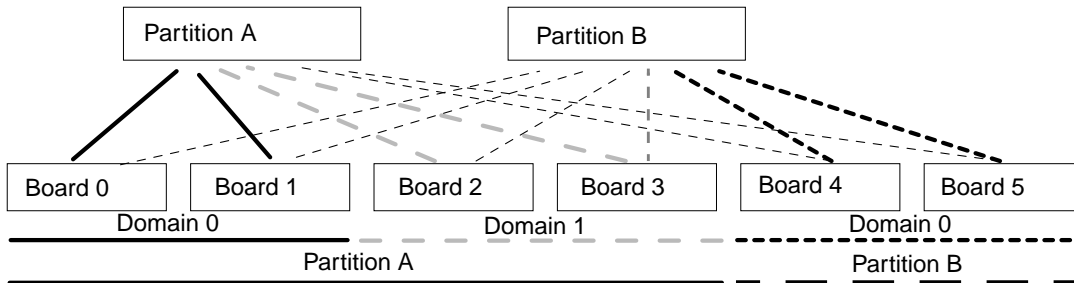 Partition A
Partition B
Board 0
Board 1
Board 2
Board 3
Board 4
Board 5
Domain 0
Domain 1
Domain 0
Partition A
Partition B